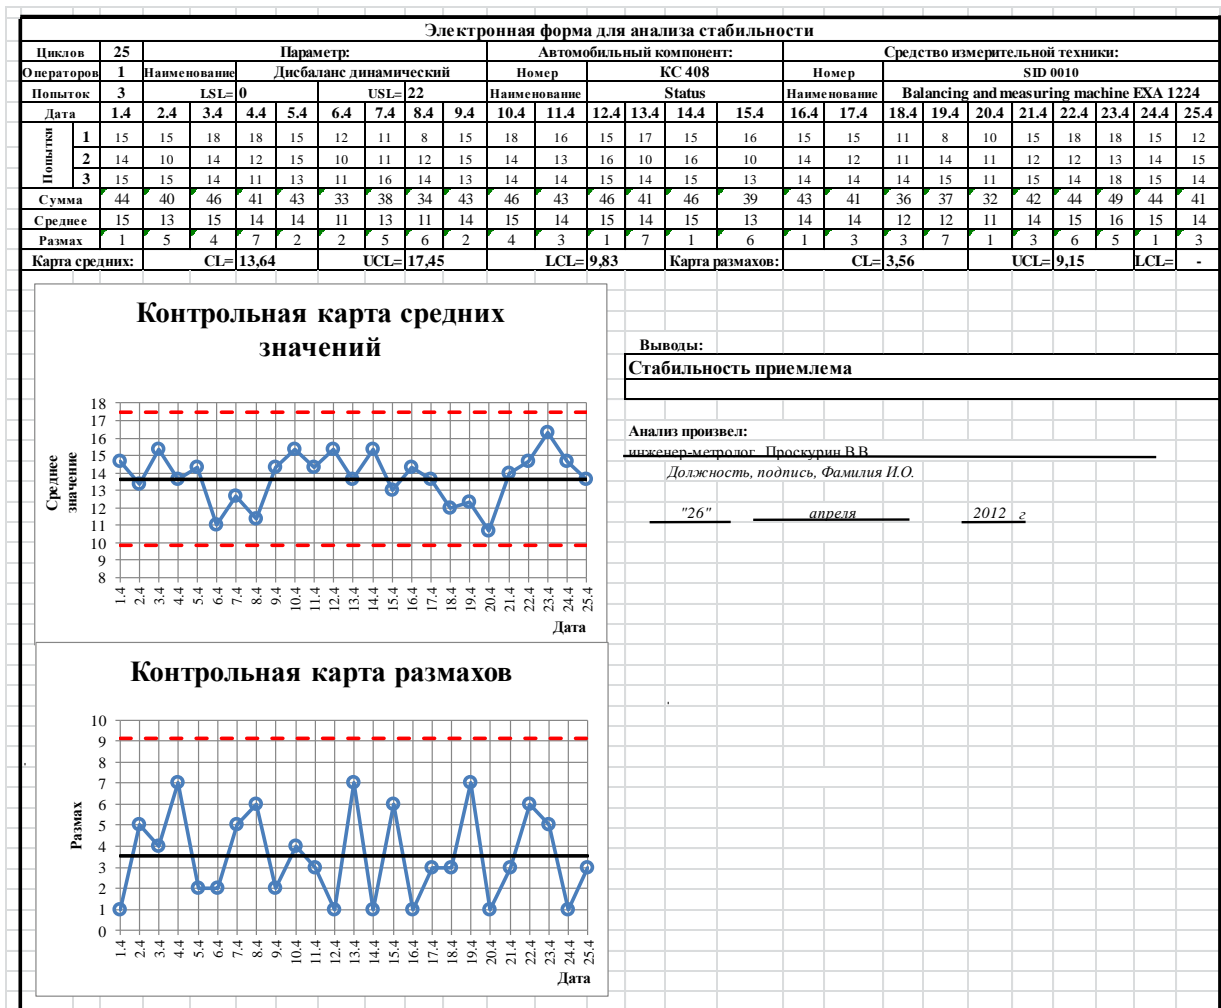 Электронная форма для анализа стабильности
Циклов 25 Параметр: Автомобильный компонент: Средство измерительной техники:
Операторов 1 Наименование Дисбаланс динамический Номер КС 408 Номер SID 0010
Попыток 3 LSL= 0 USL= 22 Наименование Status Наименование Balancing and measuring machine EXA 1224
Дата 1.4 2.4 3.4 4.4 5.4 6.4 7.4 8.4 9.4 10.4 11.4 12.4 13.4 14.4 15.4 16.4 17.4 18.4 19.4 20.4 21.4 22.4 23.4 24.4 25.4
Попытки
1 15 15 18 18 15 12 11 8 15 18 16 15 17 15 16 15 15 11 8 10 15 18 18 15 12
2 14 10 14 12 15 10 11 12 15 14 13 16 10 16 10 14 12 11 14 11 12 12 13 14 15
3 15 15 14 11 13 11 16 14 13 14 14 15 14 15 13 14 14 14 15 11 15 14 18 15 14
Сумма 44 40 46 41 43 33 38 34 43 46 43 46 41 46 39 43 41 36 37 32 42 44 49 44 41
Среднее 15 13 15 14 14 11 13 11 14 15 14 15 14 15 13 14 14 12 12 11 14 15 16 15 14
Размах 1 5 4 7 2 2 5 6 2 4 3 1 7 1 6 1 3 3 7 1 3 6 5 1 3
Карта средних: CL= 13,64 UCL= 17,45 LCL= 9,83 Карта размахов: CL= 3,56 UCL= 9,15 LCL= -
Контрольная карта средних
значений
Среднее
значение
18
17
16
15
14
13
12
11
10
9
8
1.4 2.4 3.4 4.4 5.4 6.4 7.4 8.4 9.4 10.4 11.4 12.4 13.4 14.4 15.4 16.4 17.4 18.4 19.4 20.4 21.4 22.4 23.4 24.4 25.4
Дата
Выводы:
Стабильность приемлема
Анализ произвел:
инженер-метролог Проскурин В.В.
Должность, подпись, Фамилия И.О.
"26" апреля 2012 г
Контрольная карта размахов
Размах
10
9
8
7
6
5
4
3
2
1
0
1.4 2.4 3.4 4.4 5.4 6.4 7.4 8.4 9.4 10.4 11.4 12.4 13.4 14.4 15.4 16.4 17.4 18.4 19.4 20.4 21.4 22.4 23.4 24.4 25.4
Дата